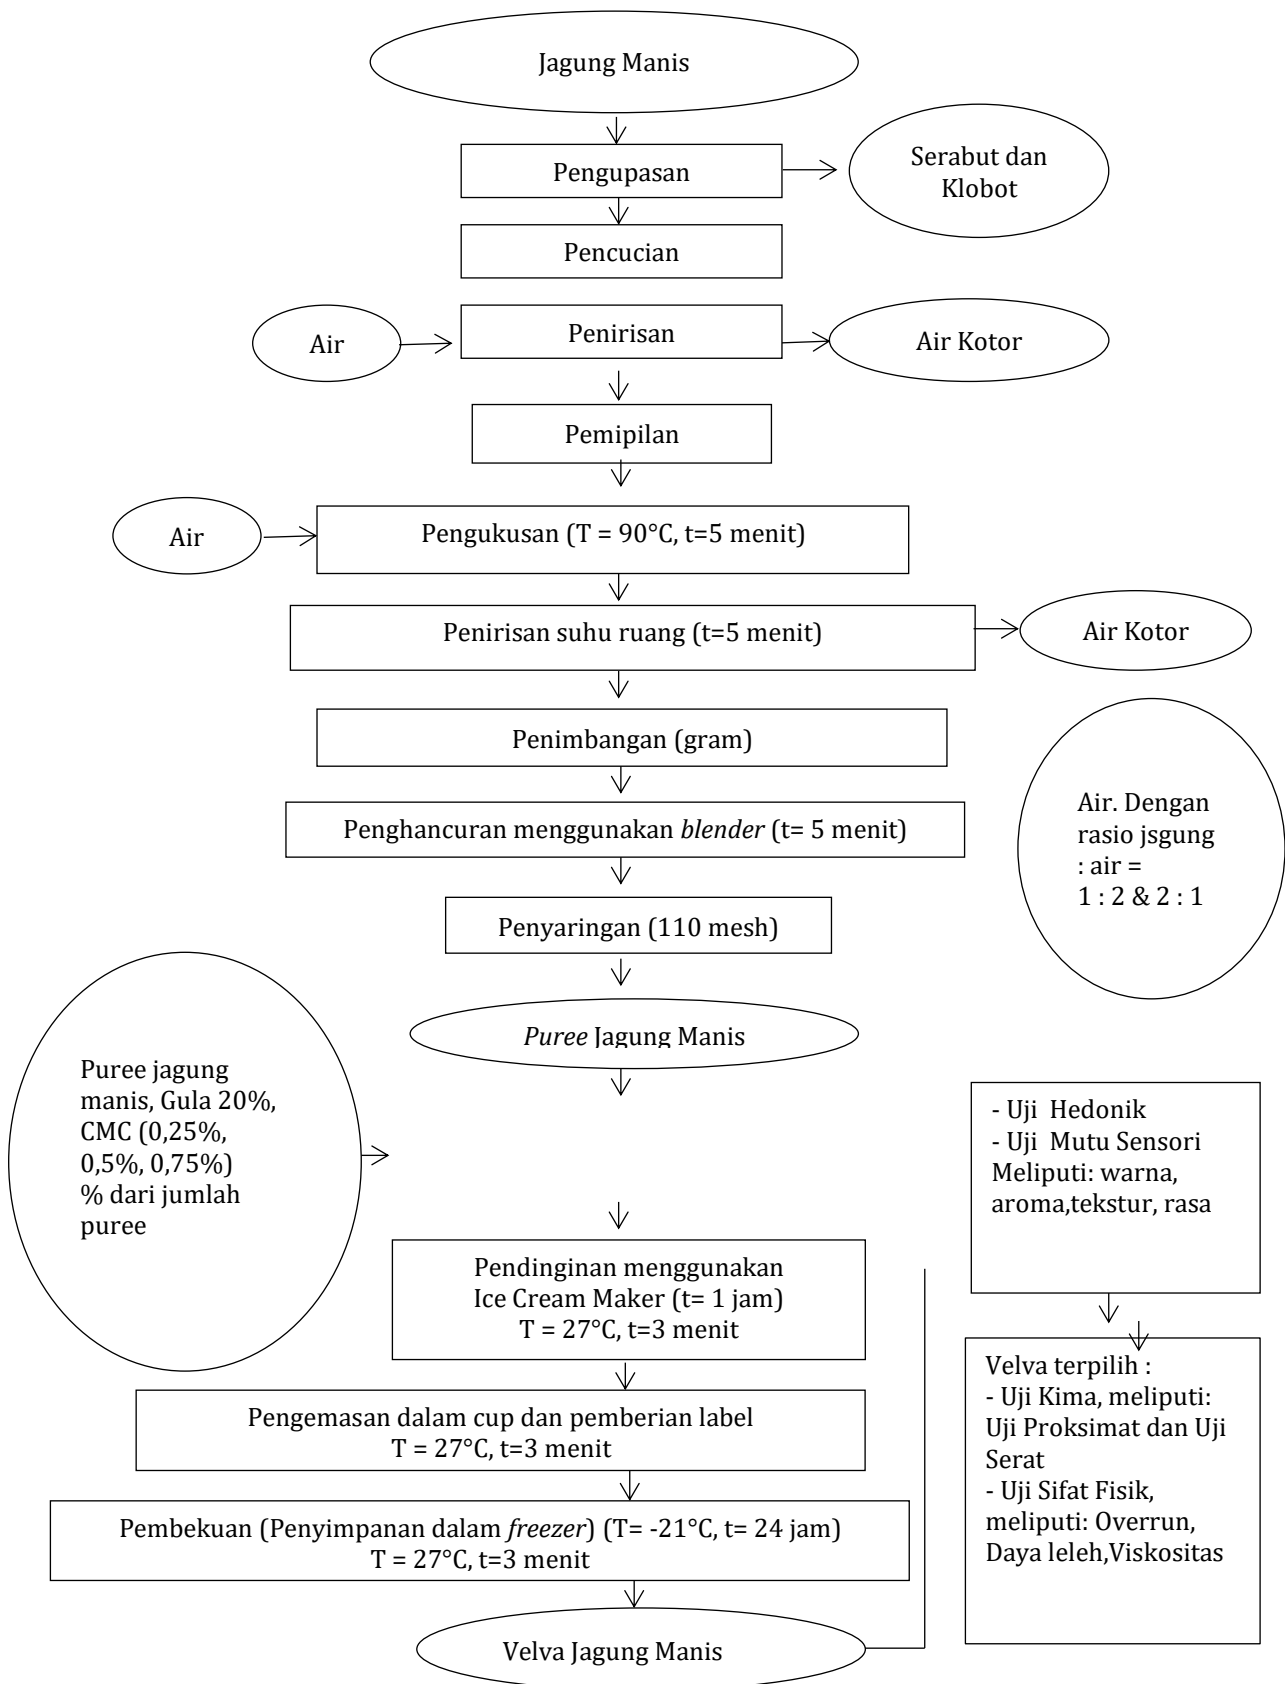 Jagung Manis
Pengupasan
Serabut dan
Klobot
Pencucian
Air
Penirisan
Air Kotor
Pemipilan
Air
Pengukusan (T = 90°C, t=5 menit)
Penirisan suhu ruang (t=5 menit)
Air Kotor
Penimbangan (gram)
Penghancuran menggunakan blender (t= 5 menit)
Air. Dengan
rasio jsgung
: air =
1 : 2 & 2 : 1
Penyaringan (110 mesh)
Puree Jagung Manis
Puree jagung
manis, Gula 20%,
CMC (0,25%,
0,5%, 0,75%)
% dari jumlah
puree
- Uji Hedonik
- Uji Mutu Sensori
Meliputi: warna,
aroma,tekstur, rasa
Pendinginan menggunakan
Ice Cream Maker (t= 1 jam)
T = 27°C, t=3 menit
Pengemasan dalam cup dan pemberian label
T = 27°C, t=3 menit
Velva terpilih :
- Uji Kima, meliputi:
Uji Proksimat dan Uji
Serat
- Uji Sifat Fisik,
meliputi: Overrun,
Daya leleh,Viskositas
Pembekuan (Penyimpanan dalam freezer) (T= -21°C, t= 24 jam)
T = 27°C, t=3 menit
Velva Jagung Manis